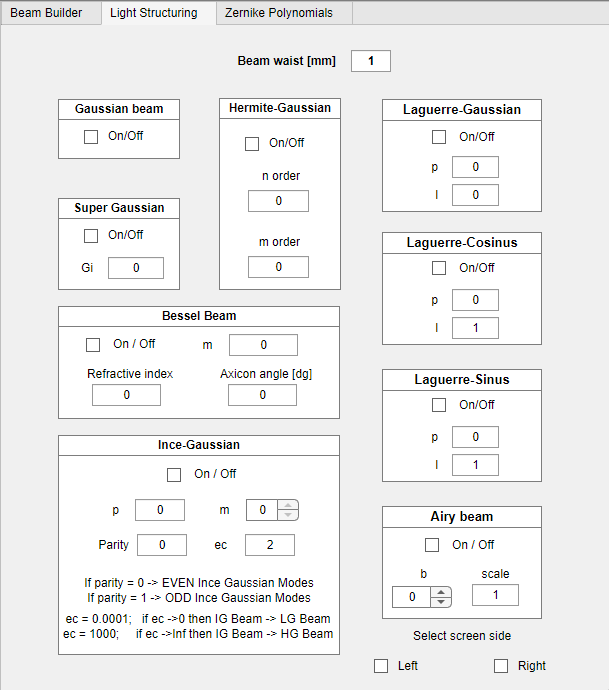 Beam Builder
Light Structuring
Zernike Polynomials
Beam waist [mm] 1
Gaussian beam
On/Off
Super Gaussian
On/Off
Gi 0
Hermite-Gaussian
On/Off
n order
0
m order
0
Laguerre-Gaussian
On/Off
p 0
l 0
Laguerre-Cosinus
On/Off
p 0
l 1
Bessel Beam
On / Off m 0
Refractive index Axicon angle [dg]
0 0
Laguerre-Sinus
On/Off
p 0
l 1
Ince-Gaussian
On / Off
p 0 m 0
Parity 0 ec 2
If parity = 0 -> EVEN Ince Gaussian Modes
If parity = 1 -> ODD Ince Gaussian Modes
ec = 0.0001; if ec ->0 then IG Beam -> LG Beam
ec = 1000; if ec ->Inf then IG Beam -> HG Beam
Airy beam
On / Off
b scale
0 1
Select screen side
Left Right